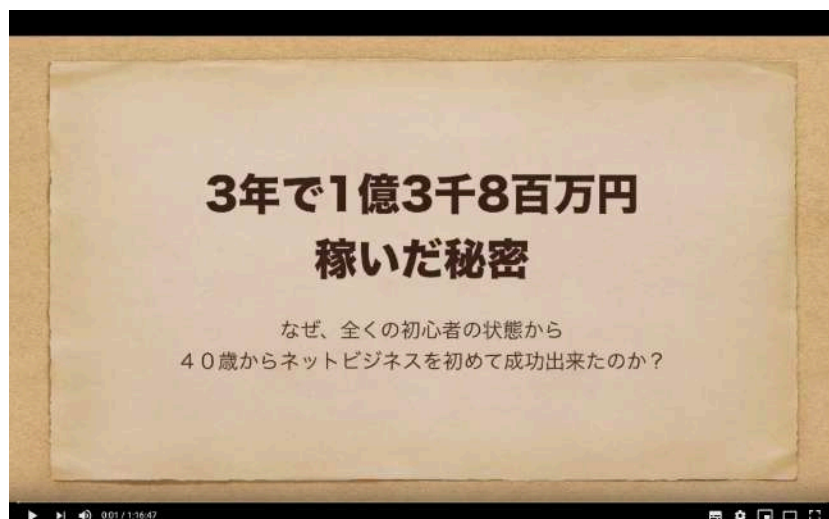 3年で1億3千8百万円
稼いだ秘密
なぜ、全くの初心者の状態から
４０歳からネットビジネスを初めて成功出来たのか？
0:01 / 1:16:47